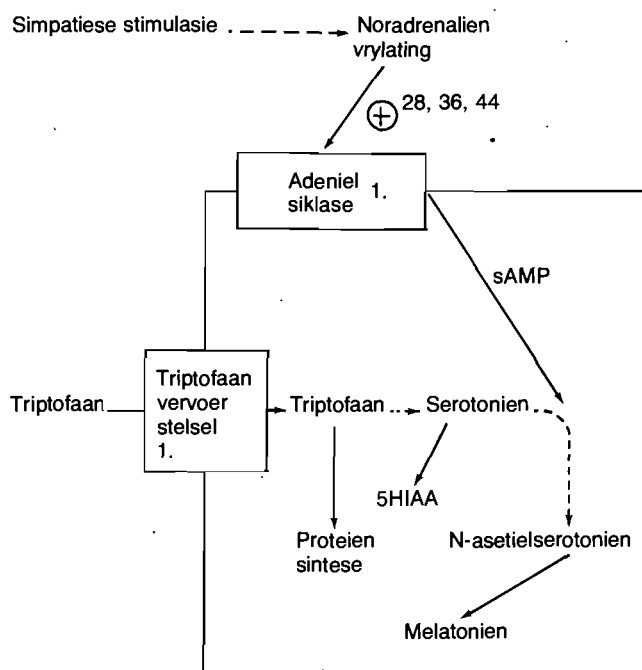 Simpatiese stimulasie
Noradrenalien
vrylating
+ 28, 36, 44
Adeniel
siklase 1.
sAMP
Triptofaan
Triptofaan
vervoer
stelsel
1.
Triptofaan
Serotonien
5HIAA
Proteien
sintese
N-asetielserotonien
Melatonien